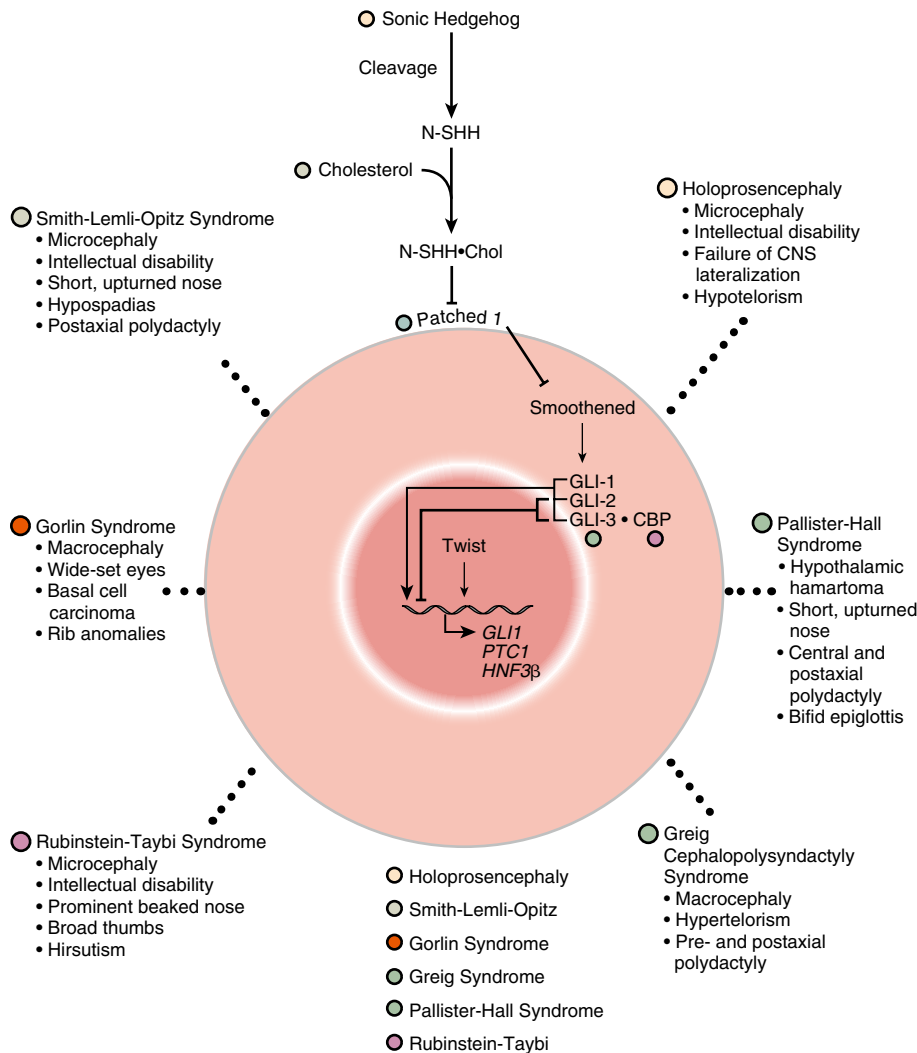 Sonic Hedgehog
Cleavage
N-SHH
Cholesterol
N-SHH•Chol
Patched 1
Smoothened
GLI-1
GLI-2
GLI-3 • CBP
Twist
GLI1
PTC1
HNF3β
Smith-Lemli-Opitz Syndrome
• Microcephaly
• Intellectual disability
• Short, upturned nose
• Hypospadias
• Postaxial polydactyly
Holoprosencephaly
• Microcephaly
• Intellectual disability
• Failure of CNS
lateralization
• Hypotelorism
Gorlin Syndrome
• Macrocephaly
• Wide-set eyes
• Basal cell
carcinoma
• Rib anomalies
Pallister-Hall
Syndrome
• Hypothalamic
hamartoma
• Short, upturned
nose
• Central and
postaxial
polydactyly
• Bifid epiglottis
Rubinstein-Taybi Syndrome
• Microcephaly
• Intellectual disability
• Prominent beaked nose
• Broad thumbs
• Hirsutism
Greig
Cephalopolysyndactyly
Syndrome
• Macrocephaly
• Hypertelorism
• Pre- and postaxial
polydactyly
Holoprosencephaly
Smith-Lemli-Opitz
Gorlin Syndrome
Greig Syndrome
Pallister-Hall Syndrome
Rubinstein-Taybi